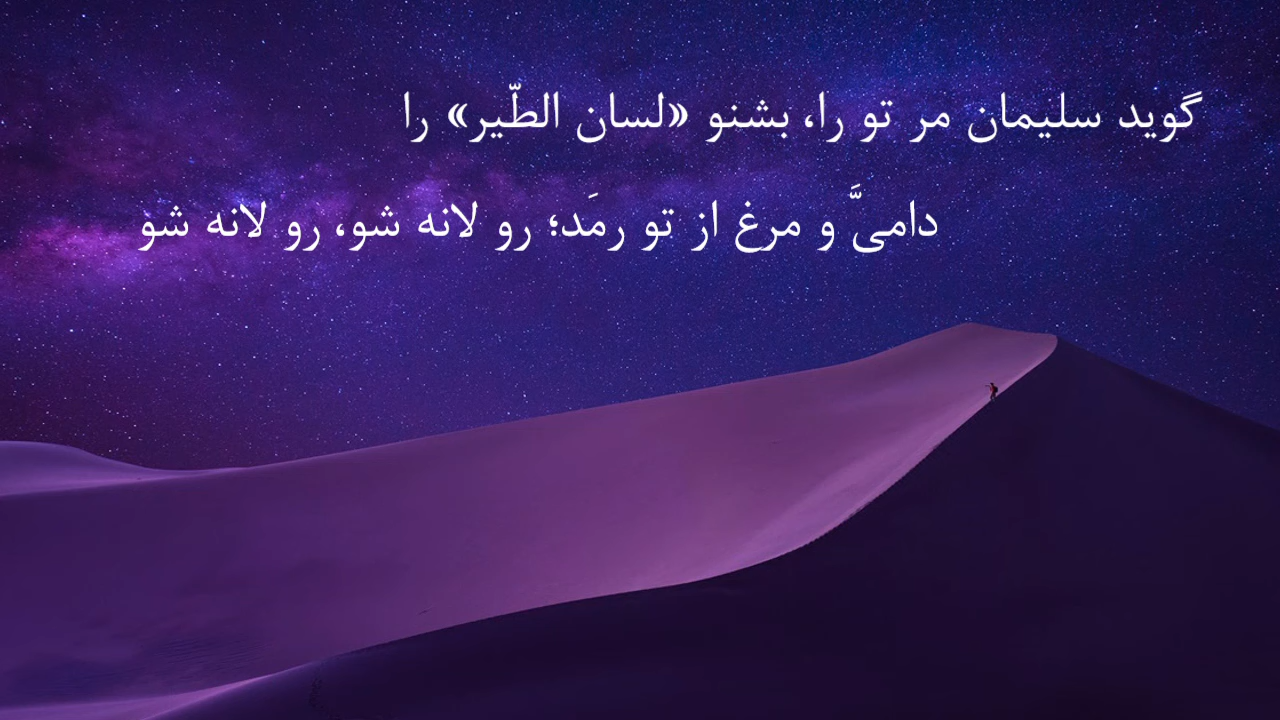 گوید سلیمان مر تو را، بشنو «لسان الطّیر» را
دامیَّ و مرغ از تو رمَد؛ رو لانه شو، رو لانه شو